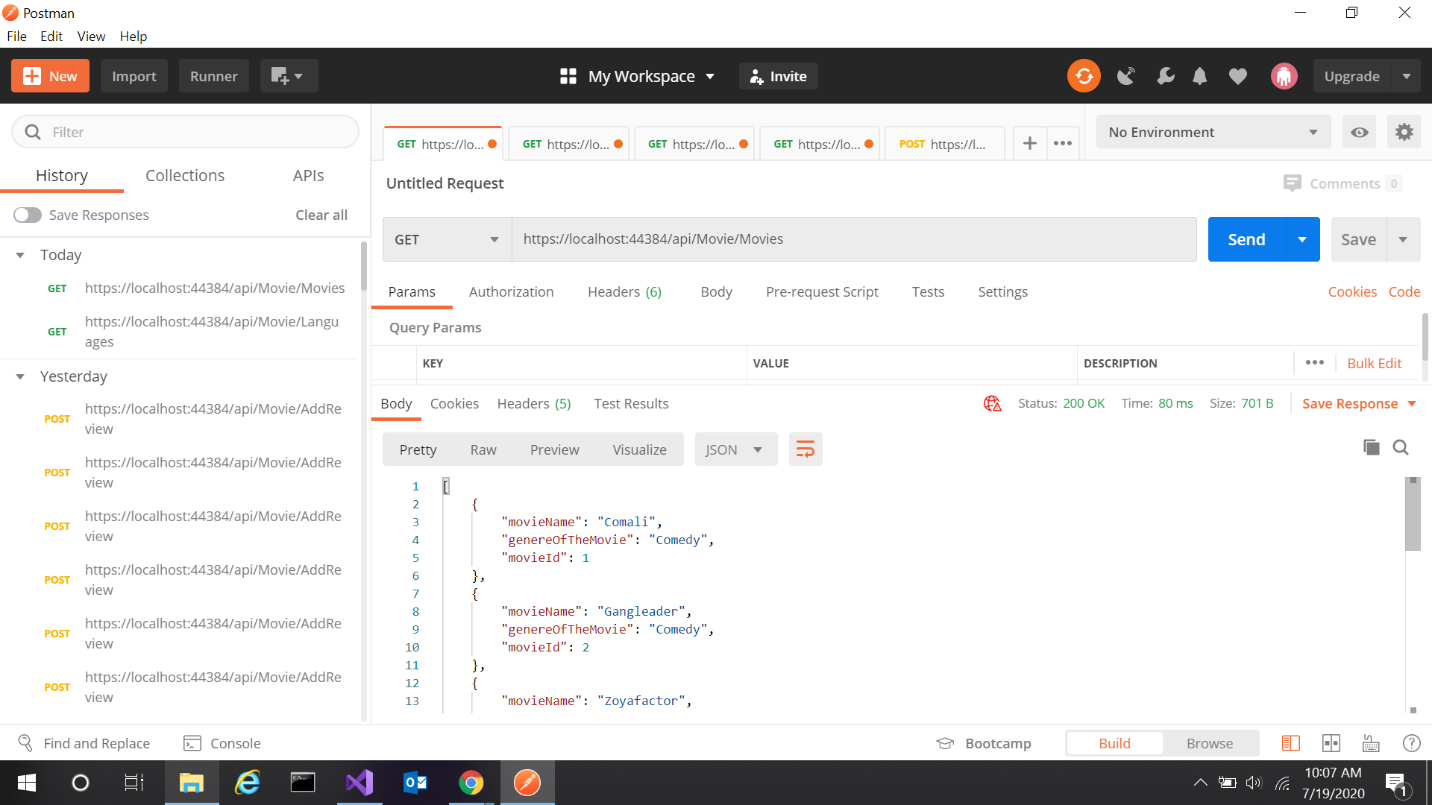 Postman
File Edit View Help
New Import Runner My Workspace Invite Upgrade
Filter
History Collections APIs
Save Responses Clear all
Today
GET https://localhost:44384/api/Movie/Movies
GET https://localhost:44384/api/Movie/Langu
ages
Yesterday
POST https://localhost:44384/api/Movie/AddRe
view
POST https://localhost:44384/api/Movie/AddRe
view
POST https://localhost:44384/api/Movie/AddRe
view
POST https://localhost:44384/api/Movie/AddRe
view
POST https://localhost:44384/api/Movie/AddRe
view
POST https://localhost:44384/api/Movie/AddRe
view
GET https://lo... GET https://lo... GET https://lo... GET https://lo... POST https://l... + ••• No Environment
Untitled Request Comments 0
GET https://localhost:44384/api/Movie/Movies Send Save
Params Authorization Headers (6) Body Pre-request Script Tests Settings Cookies Code
Query Params
KEY VALUE DESCRIPTION ••• Bulk Edit
Body Cookies Headers (5) Test Results Status: 200 OK Time: 80 ms Size: 701 B Save Response
Pretty Raw Preview Visualize JSON
1 [
2 {
3 "movieName": "Comali",
4 "genereOfTheMovie": "Comedy",
5 "movieId": 1
6 },
7 {
8 "movieName": "Gangleader",
9 "genereOfTheMovie": "Comedy",
10 "movieId": 2
11 },
12 {
13 "movieName": "Zoyafactor",
Find and Replace Console Bootcamp Build Browse
10:07 AM
7/19/2020
1